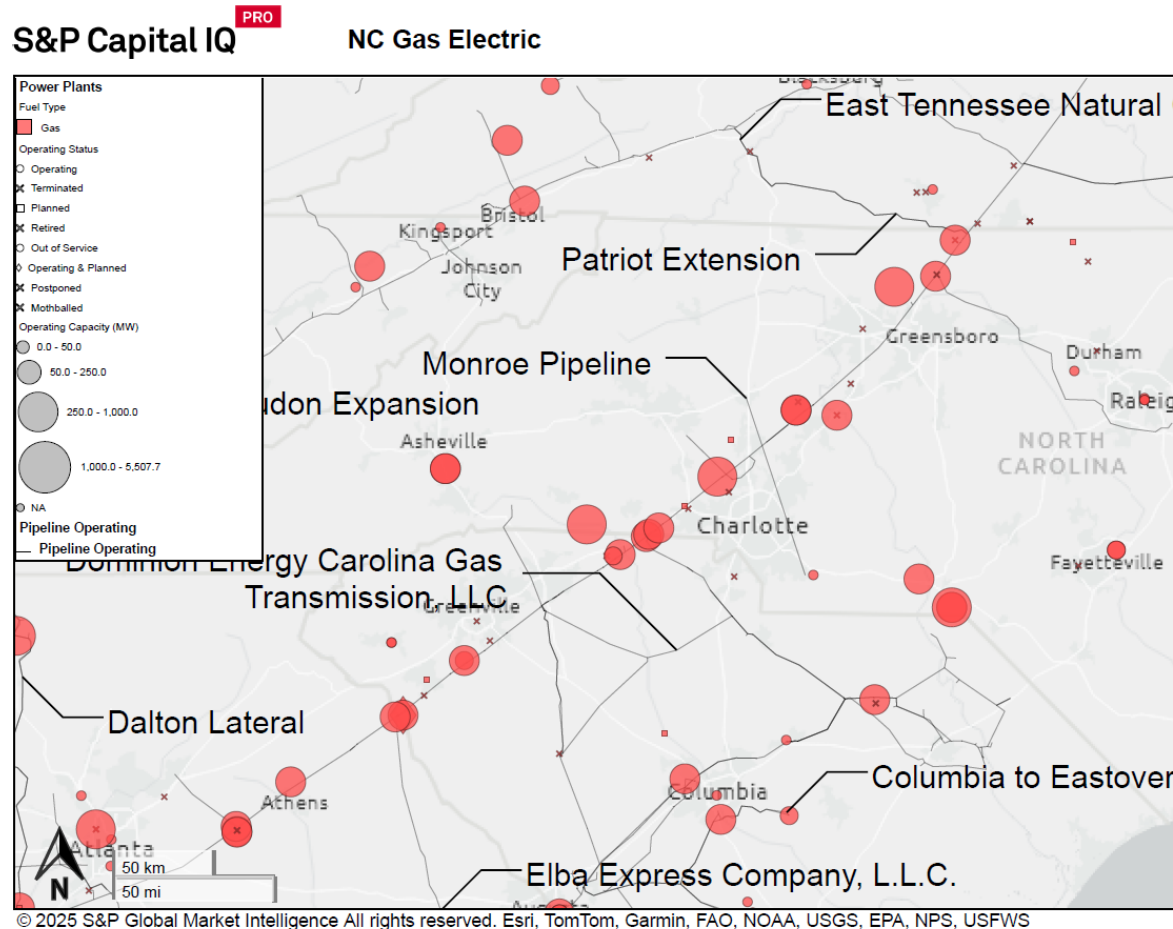 S&P Capital IQ PRO
NC Gas Electric
Power Plants
Fuel Type
Gas
Operating Status
Operating
Terminated
Planned
Retired
Out of Service
Operating & Planned
Postponed
Mothballed
Operating Capacity (MW)
0.0 - 50.0
50.0 - 250.0
250.0 - 1,000.0
1,000.0 - 5,507.7
NA
Pipeline Operating
Pipeline Operating
Blacksburg
East Tennessee Natural
Bristol
Kingsport
Johnson
City
Patriot Extension
Greensboro
Monroe Pipeline
Durham
udon Expansion
Raleig
Asheville
NORTH
CAROLINA
Charlotte
Fayetteville
Dominion Energy Carolina Gas
Transmission, LLC
Greenville
Dalton Lateral
Columbia to Eastover
Columbia
Athens
Atlanta
50 km
50 mi
N
Elba Express Company, L.L.C.
Augusta
© 2025 S&P Global Market Intelligence All rights reserved. Esri, TomTom, Garmin, FAO, NOAA, USGS, EPA, NPS, USFWS